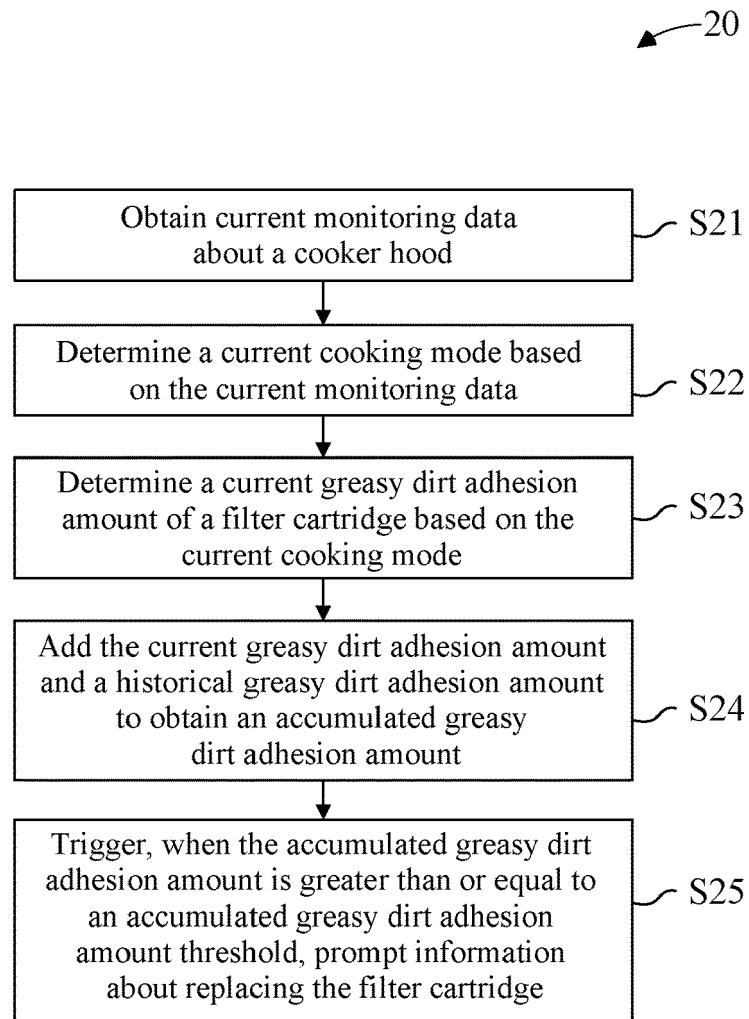 20
Obtain current monitoring data
about a cooker hood
S21
Determine a current cooking mode based
on the current monitoring data
S22
Determine a current greasy dirt adhesion
amount of a filter cartridge based on the
current cooking mode
S23
Add the current greasy dirt adhesion amount
and a historical greasy dirt adhesion amount
to obtain an accumulated greasy
dirt adhesion amount
S24
Trigger, when the accumulated greasy dirt
adhesion amount is greater than or equal to
an accumulated greasy dirt adhesion
amount threshold, prompt information
about replacing the filter cartridge
S25